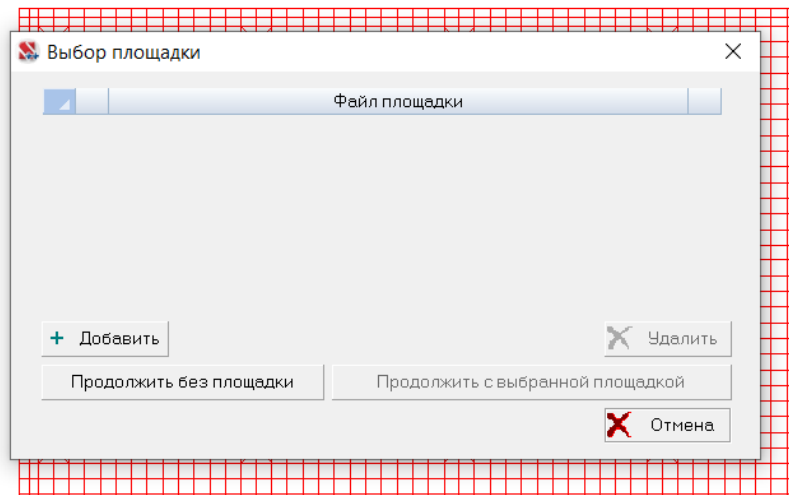 Выбор площадки
Файл площадки
Добавить
Удалить
Продолжить без площадки
Продолжить с выбранной площадкой
Отмена